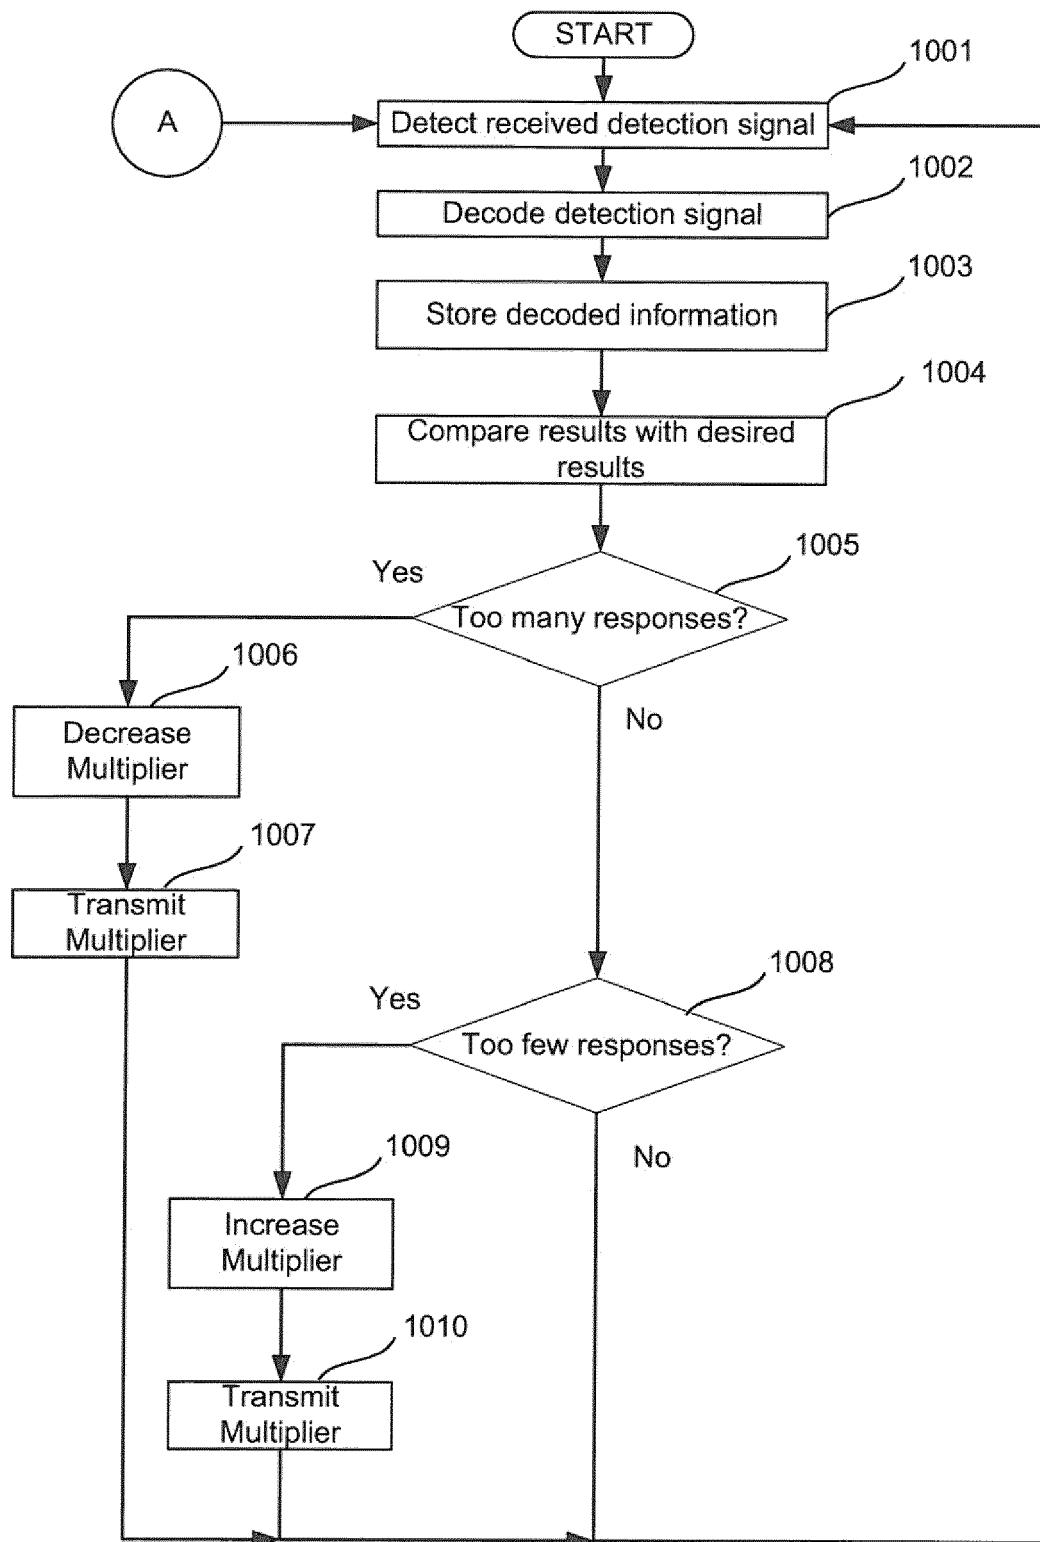 START
1001
A
Detect received detection signal
1002
Decode detection signal
1003
Store decoded information
1004
Compare results with desired
results
1005
Yes
Too many responses?
1006
No
Decrease
Multiplier
1007
Transmit
Multiplier
1008
Yes
Too few responses?
1009
No
Increase
Multiplier
1010
Transmit
Multiplier